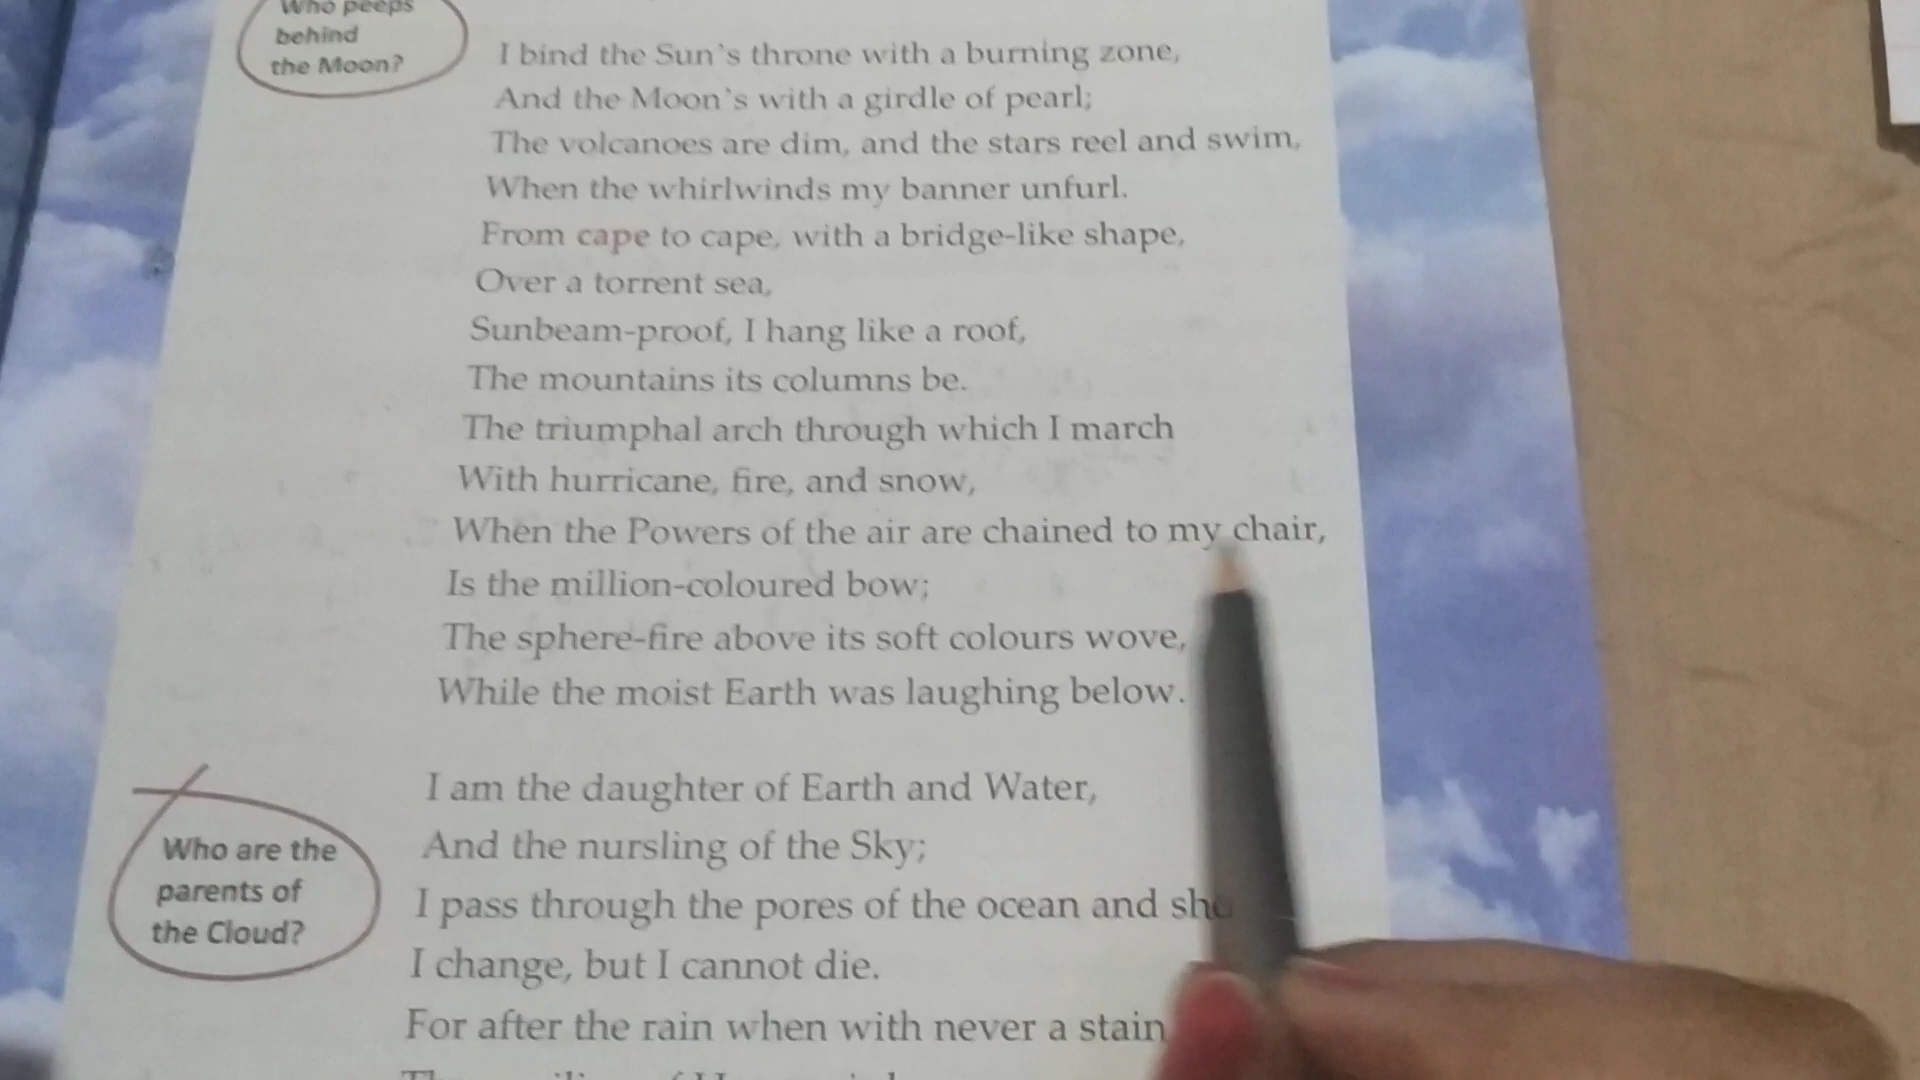 Who peeps
behind
the Moon?
I bind the Sun's throne with a burning zone,
And the Moon's with a girdle of pearl;
The volcanoes are dim, and the stars reel and swim,
When the whirlwinds my banner unfurl.
From cape to cape, with a bridge-like shape,
Over a torrent sea,
Sunbeam-proof, I hang like a roof,
The mountains its columns be.
The triumphal arch through which I march
With hurricane, fire, and snow,
When the Powers of the air are chained to my chair,
Is the million-coloured bow;
The sphere-fire above its soft colours wove,
While the moist Earth was laughing below.
I am the daughter of Earth and Water,
And the nursling of the Sky;
I pass through the pores of the ocean and
I change, but I cannot die.
For after the rain when with never a stain
Who are the
parents of
the Cloud?